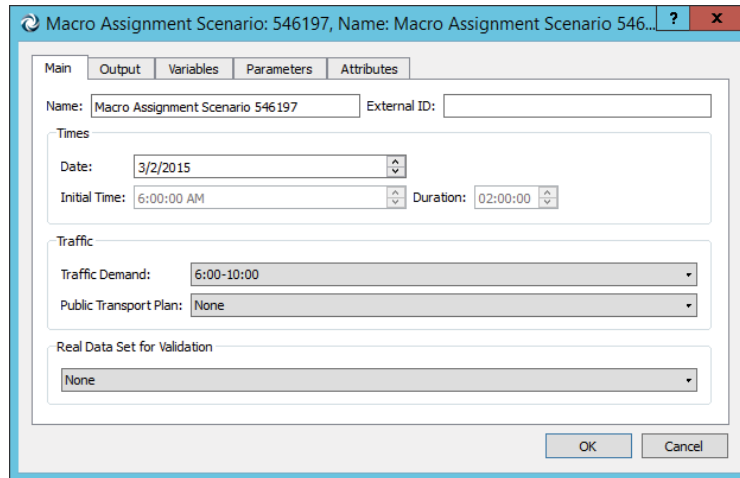 Macro Assignment Scenario: 546197, Name: Macro Assignment Scenario 546... ? x
Main Output Variables Parameters Attributes
Name: Macro Assignment Scenario 546197 External ID:
Times
Date: 3/2/2015
Initial Time: 6:00:00 AM Duration: 02:00:00
Traffic
Traffic Demand: 6:00-10:00
Public Transport Plan: None
Real Data Set for Validation
None
OK Cancel